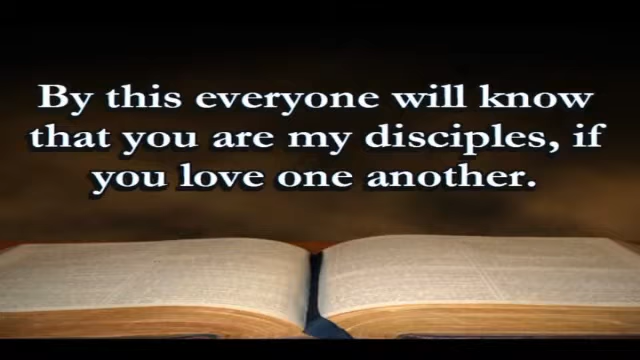 By this everyone will know
that you are my disciples, if
you love one another.